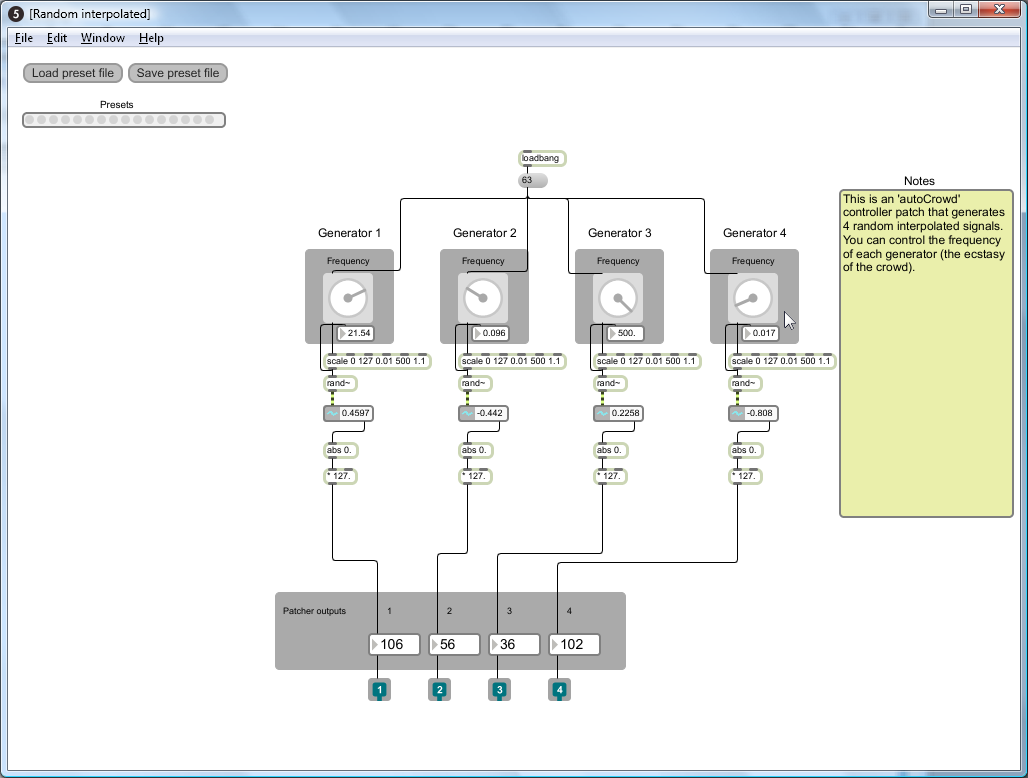 5 [Random interpolated]
File Edit Window Help
Load preset file Save preset file
Presets
loadbang
63
Notes
This is an 'autoCrowd'
controller patch that generates
4 random interpolated signals.
You can control the frequency
of each generator (the ecstasy
of the crowd).
Generator 1 Generator 2 Generator 3 Generator 4
Frequency Frequency Frequency Frequency
21.54 0.096 500. 0.017
scale 0 127 0.01 500 1.1 scale 0 127 0.01 500 1.1 scale 0 127 0.01 500 1.1 scale 0 127 0.01 500 1.1
rand~ rand~ rand~ rand~
0.4597 -0.442 0.2258 -0.808
abs 0. abs 0. abs 0. abs 0.
* 127. * 127. * 127. * 127.
Patcher outputs 1 2 3 4
106 56 36 102
1 2 3 4